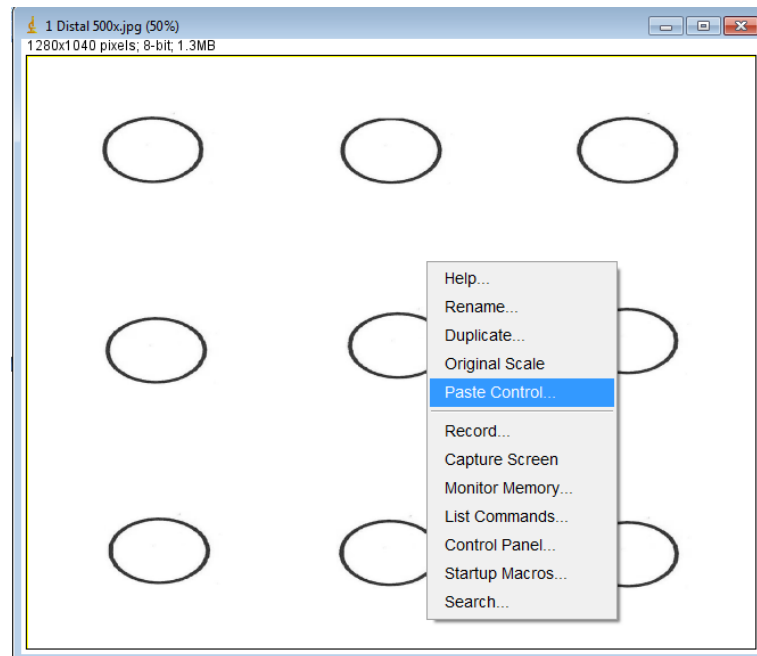 1 Distal 500x.jpg (50%)
1280x1040 pixels; 8-bit; 1.3MB
Help...
Rename...
Duplicate...
Original Scale
Paste Control...
Record...
Capture Screen
Monitor Memory...
List Commands...
Control Panel...
Startup Macros...
Search...